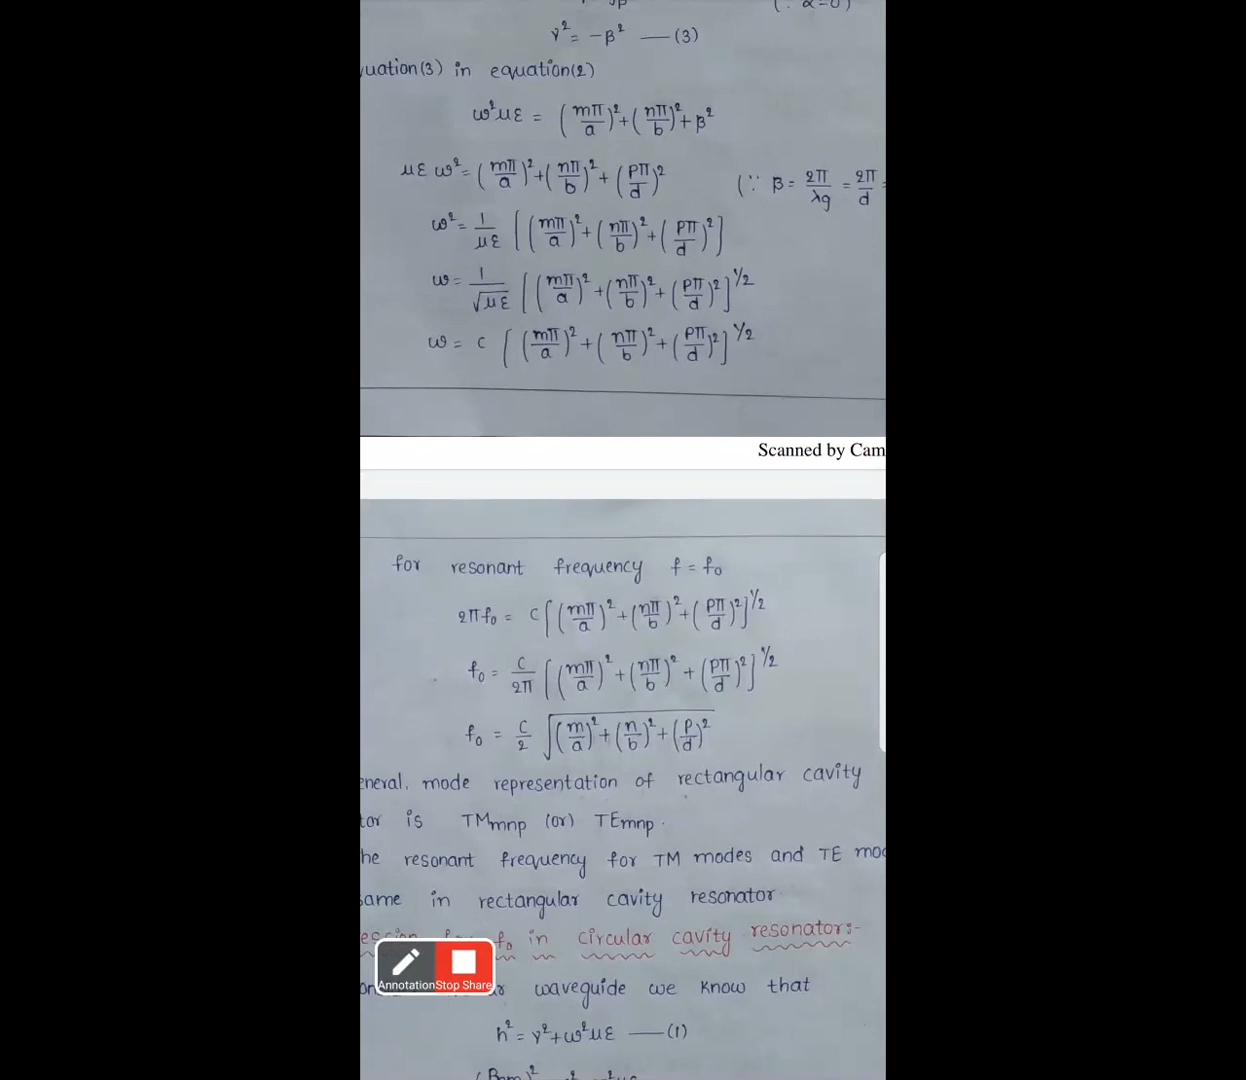 γ² = -β² —(3)
uation(3) in equation(2)
ω²με = (mπ/a)² + (nπ/b)² + β²
με ω² = (mπ/a)² + (nπ/b)² + (Pπ/d)² (∵ β = 2π/λg = 2π/d =
ω² = 1/με [(mπ/a)² + (nπ/b)² + (Pπ/d)²]
ω = 1/√με [(mπ/a)² + (nπ/b)² + (Pπ/d)²]^1/2
ω = c [(mπ/a)² + (nπ/b)² + (Pπ/d)²]^1/2
Scanned by Cam
for resonant frequency f = f₀
2πf₀ = C[(mπ/a)² + (nπ/b)² + (Pπ/d)²]^1/2
f₀ = C/2π [(mπ/a)² + (nπ/b)² + (Pπ/d)²]^1/2
f₀ = C/2 √(m/a)² + (n/b)² + (P/d)²
eneral, mode representation of rectangular cavity
tor is TMmnp (or) TEmnp.
he resonant frequency for TM modes and TE mod
same in rectangular cavity resonator
f₀ in circular cavity resonator:-
waveguide we know that
h² = γ² + ω²με —(1)
Annotation Stop Share